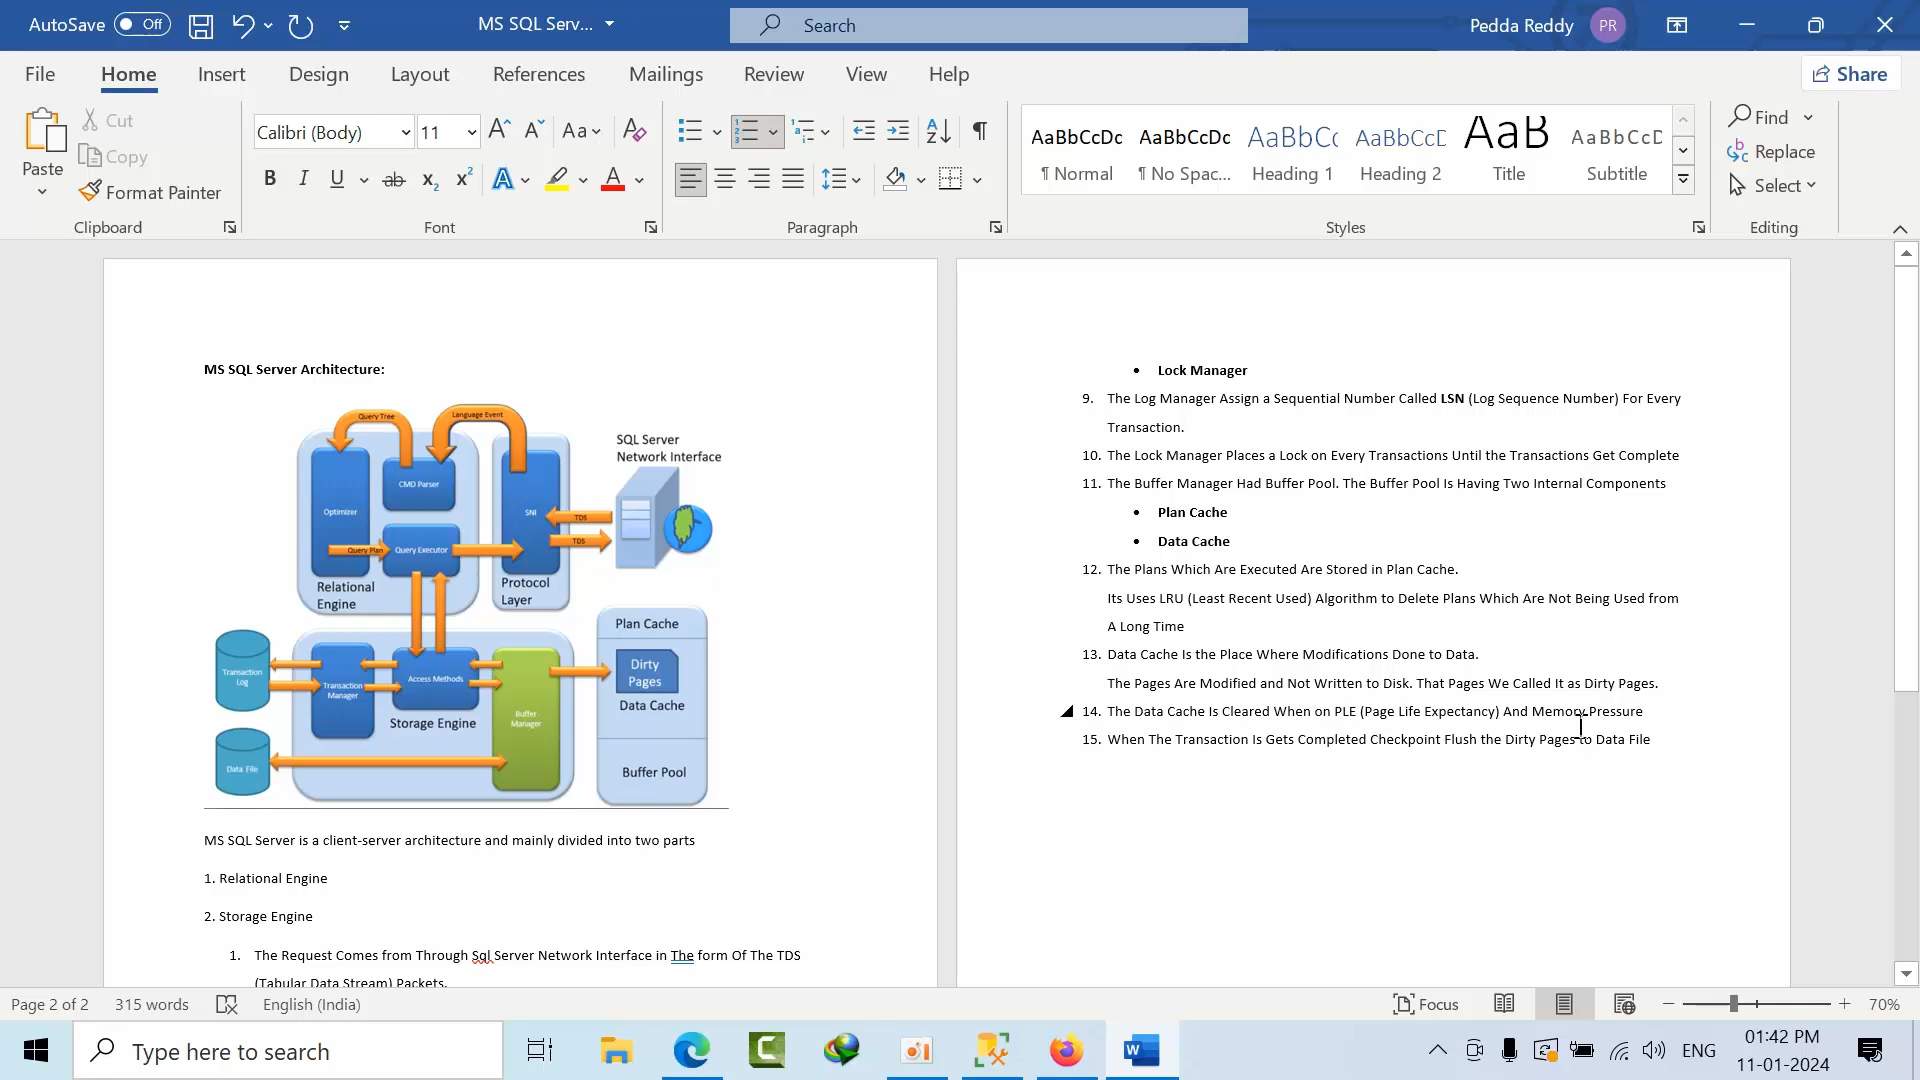 AutoSave Off
MS SQL Serv...
Search
Pedda Reddy PR
File Home Insert Design Layout References Mailings Review View Help Share
Paste
Cut
Copy
Format Painter
Clipboard
Calibri (Body) 11
Font
Paragraph
AaBbCcDc AaBbCcDc AaBbCc AaBbCcD AaB AaBbCcD
¶ Normal ¶ No Spac... Heading 1 Heading 2 Title Subtitle
Styles
Find
Replace
Select
Editing
MS SQL Server Architecture:
Query Tree
Language Event
SQL Server
Network Interface
CMD Parser
Optimizer
SNI
TDS
TDS
Query Plan
Query Executor
Relational
Engine
Protocol
Layer
Plan Cache
Dirty
Pages
Data Cache
Buffer Pool
Transaction
Log
Transaction
Manager
Access Methods
Storage Engine
Buffer
Manager
Data File
MS SQL Server is a client-server architecture and mainly divided into two parts
1. Relational Engine
2. Storage Engine
1. The Request Comes from Through Sql Server Network Interface in The form Of The TDS
(Tabular Data Stream) Packets.
• Lock Manager
9. The Log Manager Assign a Sequential Number Called LSN (Log Sequence Number) For Every
Transaction.
10. The Lock Manager Places a Lock on Every Transactions Until the Transactions Get Complete
11. The Buffer Manager Had Buffer Pool. The Buffer Pool Is Having Two Internal Components
• Plan Cache
• Data Cache
12. The Plans Which Are Executed Are Stored in Plan Cache.
Its Uses LRU (Least Recent Used) Algorithm to Delete Plans Which Are Not Being Used from
A Long Time
13. Data Cache Is the Place Where Modifications Done to Data.
The Pages Are Modified and Not Written to Disk. That Pages We Called It as Dirty Pages.
14. The Data Cache Is Cleared When on PLE (Page Life Expectancy) And Memory Pressure
15. When The Transaction Is Gets Completed Checkpoint Flush the Dirty Pages to Data File
Page 2 of 2 315 words English (India) Focus 70%
Type here to search
ENG
01:42 PM
11-01-2024